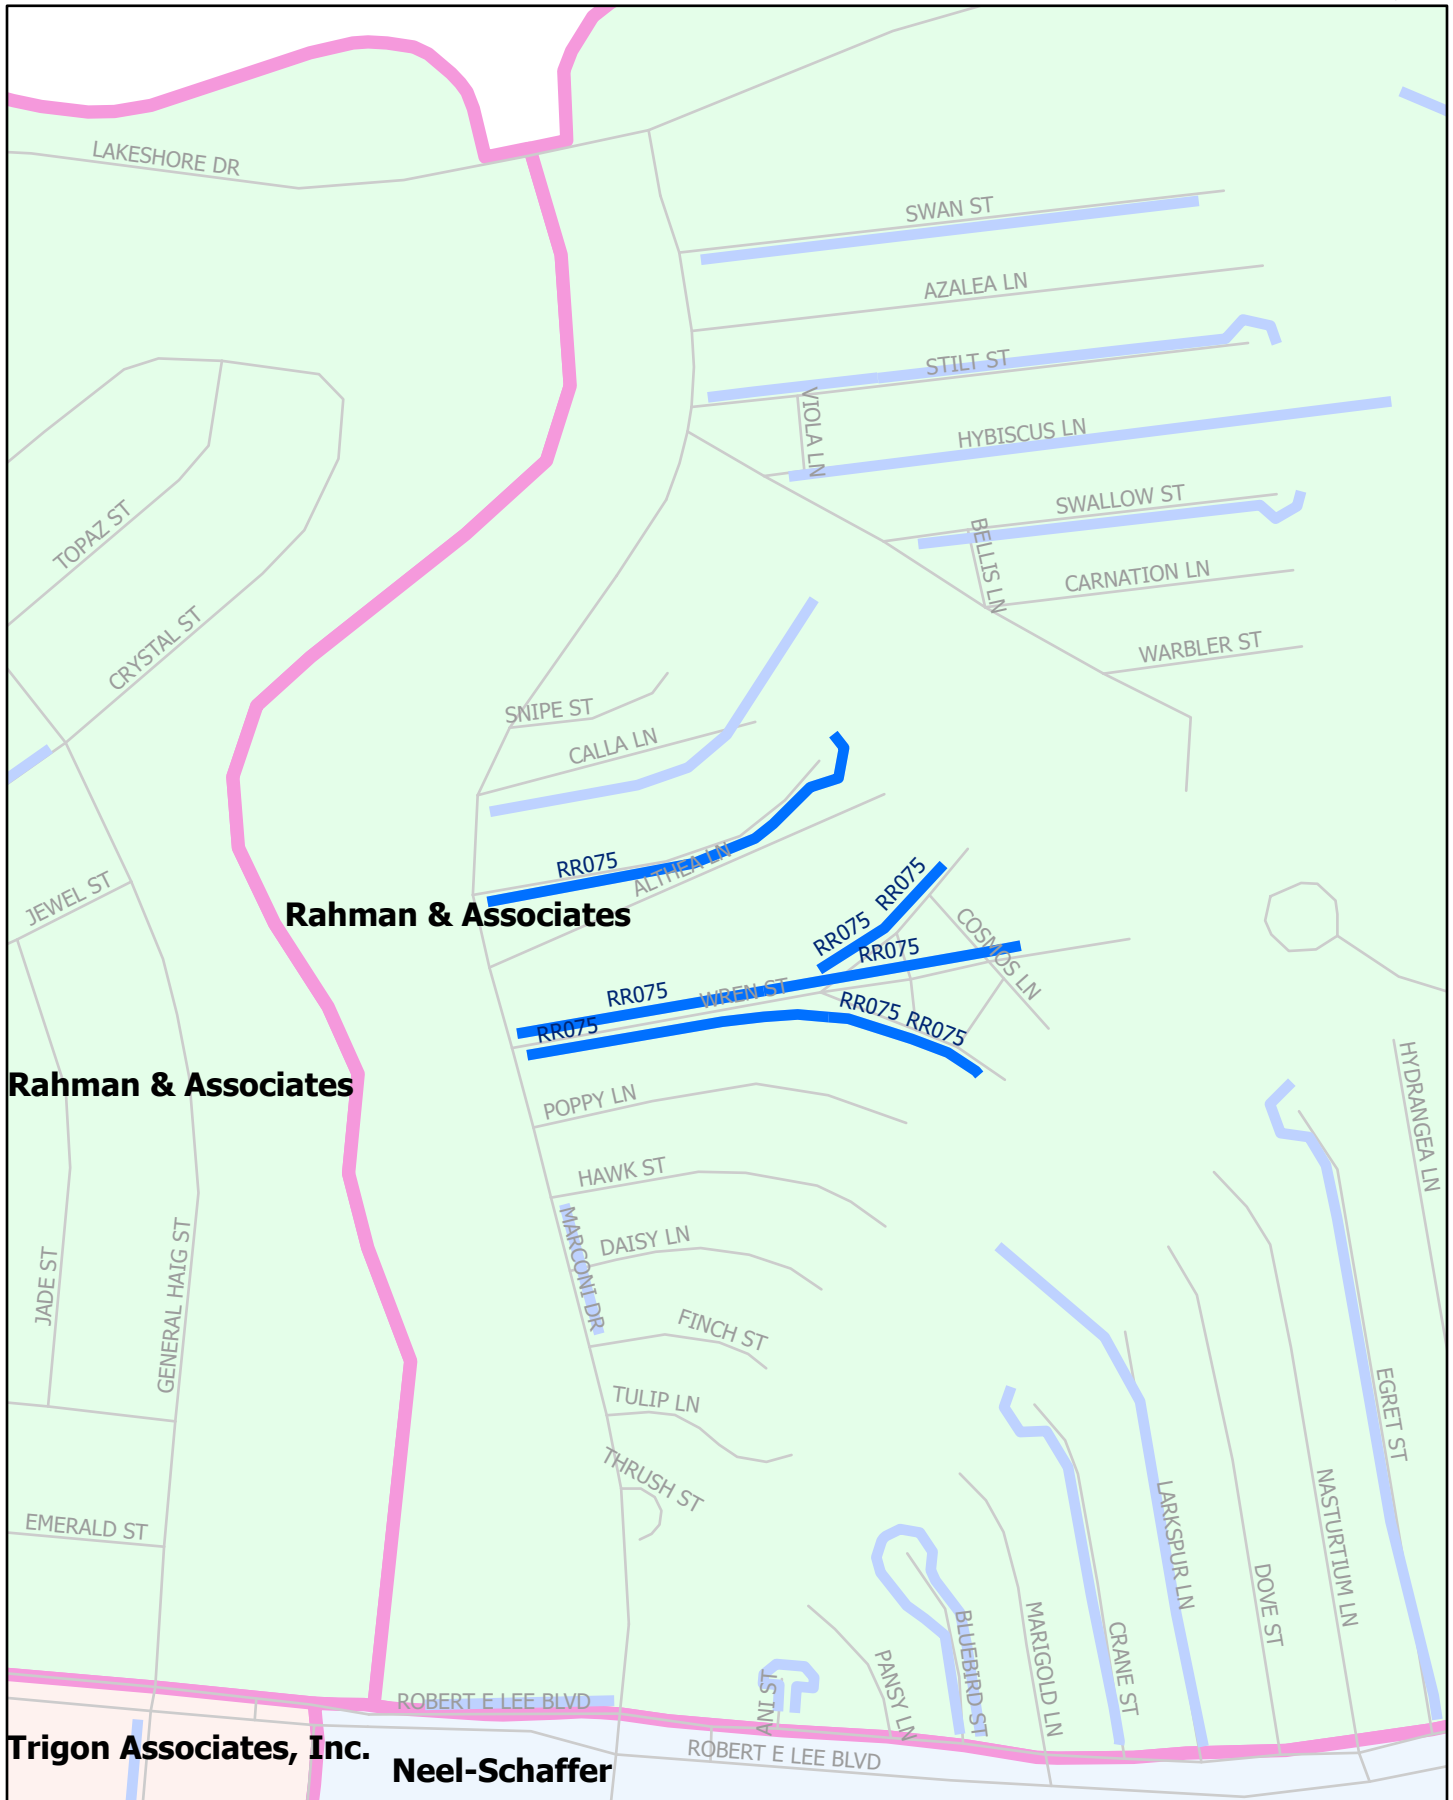 LAKESHORE DR
SWAN ST
AZALEA LN
STILT ST
VIOLA LN
HYBISCUS LN
SWALLOW ST
TOPAZ ST
BELLIS LN
CARNATION LN
CRYSTAL ST
WARBLER ST
SNIPE ST
CALLA LN
RR075
ALTHEA LN
JEWEL ST
Rahman & Associates
RR075
RR075
RR075
COSMOS LN
RR075
WREN ST
RR075
RR075
RR075
Rahman & Associates
POPPY LN
HYDRANGEA LN
HAWK ST
MARCONI DR
DAISY LN
JADE ST
GENERAL HAIG ST
FINCH ST
TULIP LN
EGRET ST
THRUSH ST
EMERALD ST
LARKSPUR LN
NASTURTIUM LN
DOVE ST
MARIGOLD LN
CRANE ST
BLUEBIRD ST
PANSY LN
ANI ST
ROBERT E LEE BLVD
Trigon Associates, Inc.
ROBERT E LEE BLVD
Neel-Schaffer